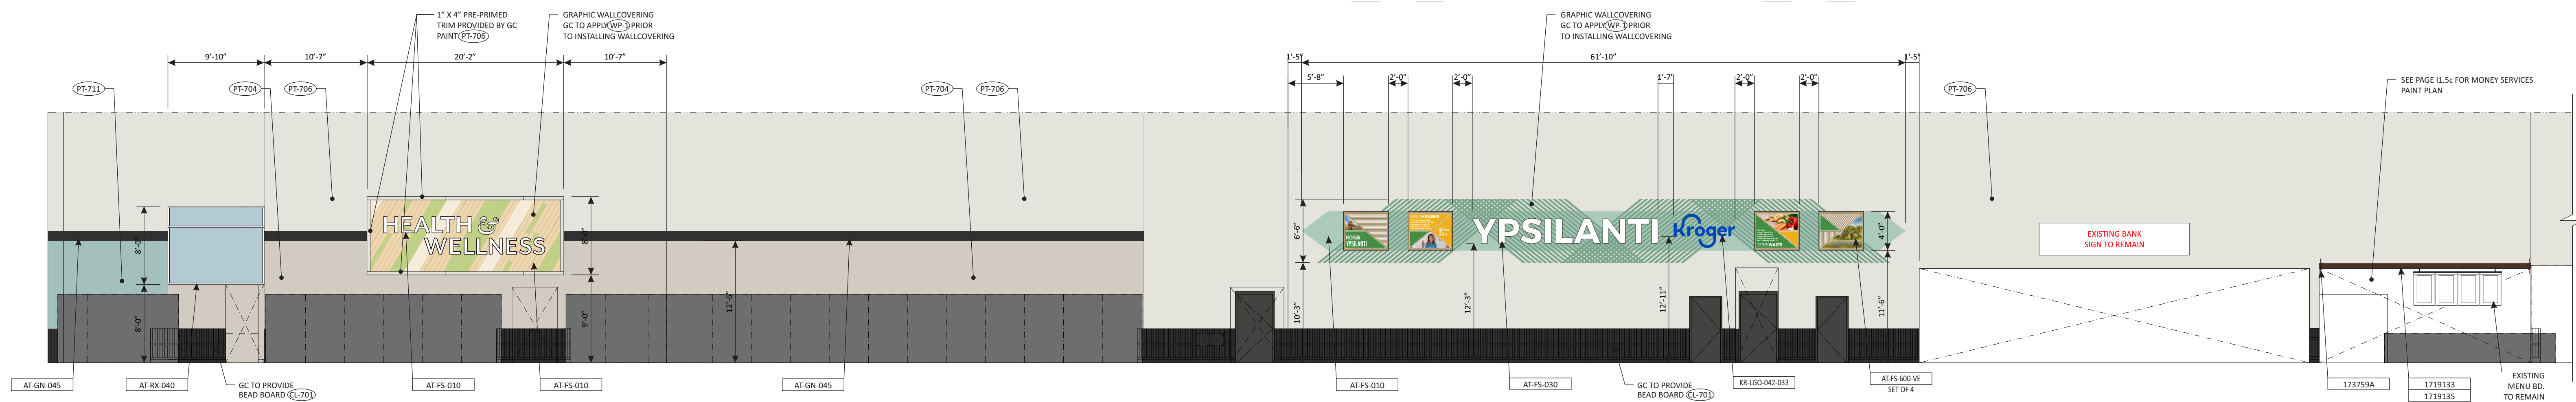 1" X 4" PRE-PRIMED
TRIM PROVIDED BY GC
PAINT PT-706
GRAPHIC WALLCOVERING
GC TO APPLY WP-1 PRIOR
TO INSTALLING WALLCOVERING
GRAPHIC WALLCOVERING
GC TO APPLY WP-1 PRIOR
TO INSTALLING WALLCOVERING
9'-10"
10'-7"
20'-2"
10'-7"
1'-5"
61'-10"
1'-5"
5'-8"
2'-0"
2'-0"
1'-7"
2'-0"
2'-0"
SEE PAGE I1.5c FOR MONEY SERVICES
PAINT PLAN
PT-711
PT-704
PT-706
PT-704
PT-706
PT-706
HEALTH &
WELLNESS
8'-0"
8'-0"
8'-0"
9'-0"
12'-6"
6'-6"
10'-3"
MICHIGAN
YPSILANTI
HUNGER
YPSILANTI
Kroger
WASTE
12'-3"
12'-11"
4'-0"
11'-6"
EXISTING BANK
SIGN TO REMAIN
AT-GN-045
AT-RX-040
GC TO PROVIDE
BEAD BOARD CL-701
AT-FS-010
AT-FS-010
AT-GN-045
AT-FS-010
AT-FS-030
GC TO PROVIDE
BEAD BOARD CL-701
KR-LGO-042-033
AT-FS-600-VE
SET OF 4
173759A
1719133
1719135
EXISTING
MENU BD.
TO REMAIN